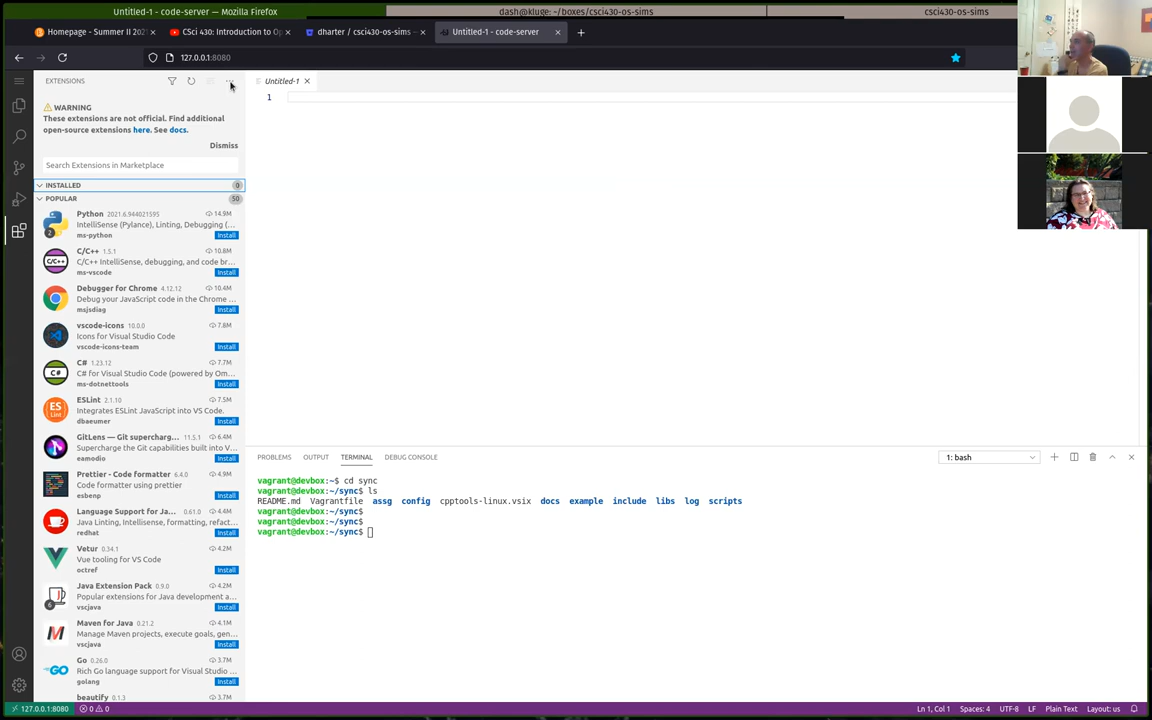 Untitled-1 - code-server — Mozilla Firefox
dash@kluge: ~/boxes/csci430-os-sims
csci430-os-sims
Homepage - Summer II 202
CSci 430: Introduction to Op
dharter / csci430-os-sims —
Untitled-1 - code-server
127.0.0.1:8080
EXTENSIONS
Untitled-1
1
WARNING
These extensions are not official. Find additional
open-source extensions here. See docs.
Dismiss
Search Extensions in Marketplace
INSTALLED 0
POPULAR 50
Python 2021.6.944021595 14.9M
IntelliSense (Pylance), Linting, Debugging (...
ms-python Install
2
C/C++ 1.5.1 10.8M
C/C++ IntelliSense, debugging, and code br...
ms-vscode Install
C/C++
Debugger for Chrome 4.12.12 10.4M
Debug your JavaScript code in the Chrome ...
msjsdiag Install
vscode-icons 10.0.0 7.8M
Icons for Visual Studio Code
vscode-icons-team Install
C# 1.23.12 7.7M
C# for Visual Studio Code (powered by Om...
ms-dotnettools Install
C#
ESLint 2.1.10 7.5M
Integrates ESLint JavaScript into VS Code.
dbaeumer Install
ES
Lint
GitLens — Git supercharg... 11.5.1 6.4M
Supercharge the Git capabilities built into V...
eamodio Install
Prettier - Code formatter 6.4.0 4.9M
Code formatter using prettier
esbenp Install
Language Support for Ja... 0.61.0 4.4M
Java Linting, Intellisense, formatting, refact...
redhat Install
Vetur 0.34.1 4.2M
Vue tooling for VS Code
octref Install
Java Extension Pack 0.9.0 4.2M
Popular extensions for Java development a...
vscjava Install
6
Maven for Java 0.21.2 4.1M
Manage Maven projects, execute goals, gen...
vscjava Install
Go 0.26.0 3.7M
Rich Go language support for Visual Studio ...
golang Install
GO
beautify 0.1.3 3.7M
PROBLEMS OUTPUT TERMINAL DEBUG CONSOLE
1: bash
vagrant@devbox:~$ cd sync
vagrant@devbox:~/sync$ ls
README.md Vagrantfile assg config cpptools-linux.vsix docs example include libs log scripts
vagrant@devbox:~/sync$
vagrant@devbox:~/sync$
vagrant@devbox:~/sync$
127.0.0.1:8080 0 0
Ln 1, Col 1 Spaces: 4 UTF-8 LF Plain Text Layout: us